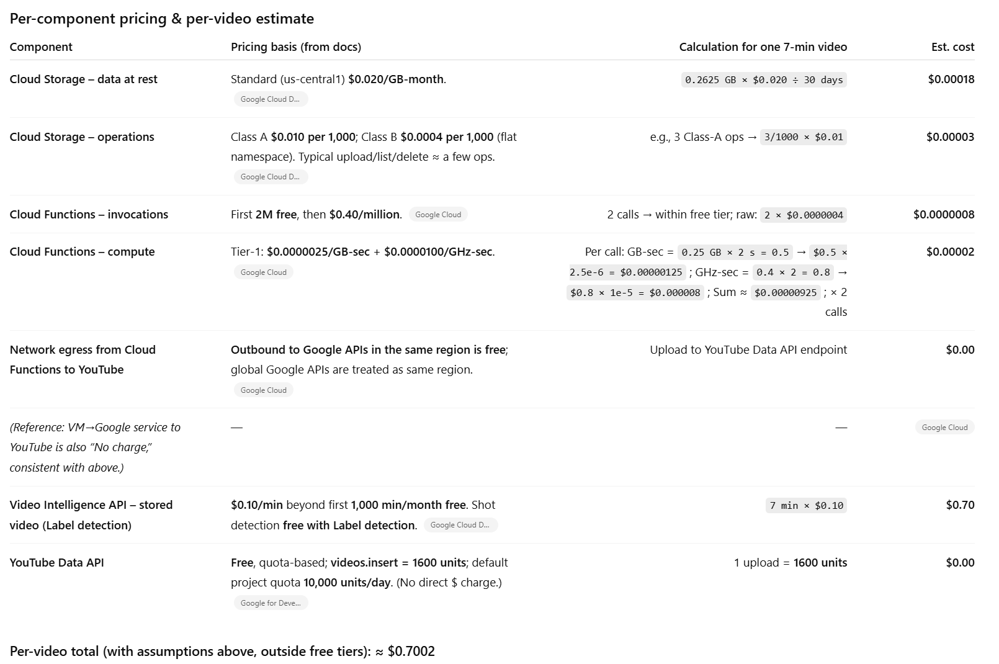 Per-component pricing & per-video estimate
Component Pricing basis (from docs) Calculation for one 7-min video Est. cost
Cloud Storage – data at rest Standard (us-central1) $0.020/GB-month. 0.2625 GB × $0.020 ÷ 30 days $0.00018
Google Cloud D...
Cloud Storage – operations Class A $0.010 per 1,000; Class B $0.0004 per 1,000 (flat e.g., 3 Class-A ops → 3/1000 × $0.01 $0.00003
namespace). Typical upload/list/delete ≈ a few ops.
Google Cloud D...
Cloud Functions – invocations First 2M free, then $0.40/million. Google Cloud 2 calls → within free tier; raw: 2 × $0.0000004 $0.0000008
Cloud Functions – compute Tier-1: $0.0000025/GB-sec + $0.0000100/GHz-sec. Per call: GB-sec = 0.25 GB × 2 s = 0.5 → $0.5 × $0.00002
Google Cloud 2.5e-6 = $0.00000125 ; GHz-sec = 0.4 × 2 = 0.8 →
$0.8 × 1e-5 = $0.000008 ; Sum ≈ $0.00000925 ; × 2
calls
Network egress from Cloud Outbound to Google APIs in the same region is free; Upload to YouTube Data API endpoint $0.00
Functions to YouTube global Google APIs are treated as same region.
Google Cloud
(Reference: VM→Google service to — — Google Cloud
YouTube is also “No charge,”
consistent with above.)
Video Intelligence API – stored $0.10/min beyond first 1,000 min/month free. Shot 7 min × $0.10 $0.70
video (Label detection) detection free with Label detection. Google Cloud D...
YouTube Data API Free, quota-based; videos.insert = 1600 units; default 1 upload = 1600 units $0.00
project quota 10,000 units/day. (No direct $ charge.)
Google for Deve...
Per-video total (with assumptions above, outside free tiers): ≈ $0.7002